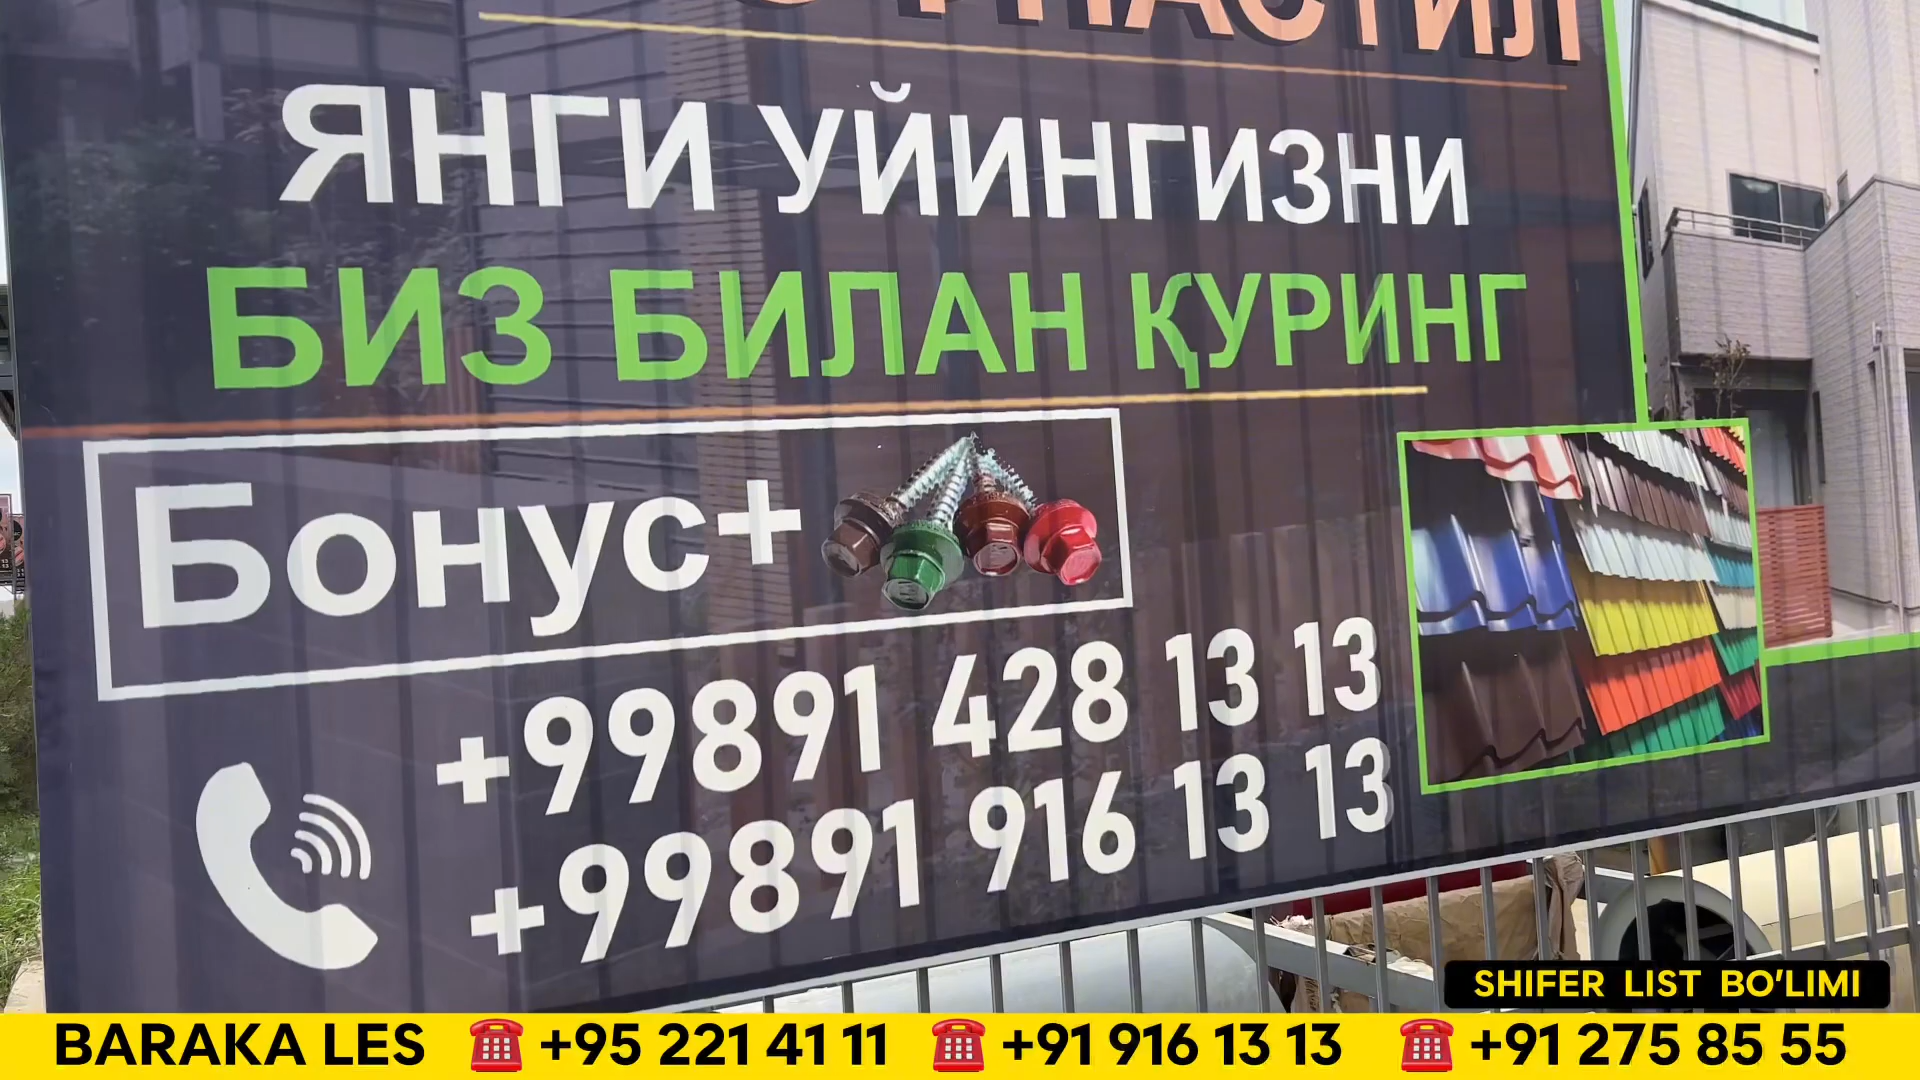 ЯНГИ УЙИНГИЗНИ
БИЗ БИЛАН ҚУРИНГ
Бонус+
+99891 428 13 13
+99891 916 13 13
SHIFER LIST BO'LIMI
BARAKA LES ☎️ +95 221 41 11 ☎️ +91 916 13 13 ☎️ +91 275 85 55